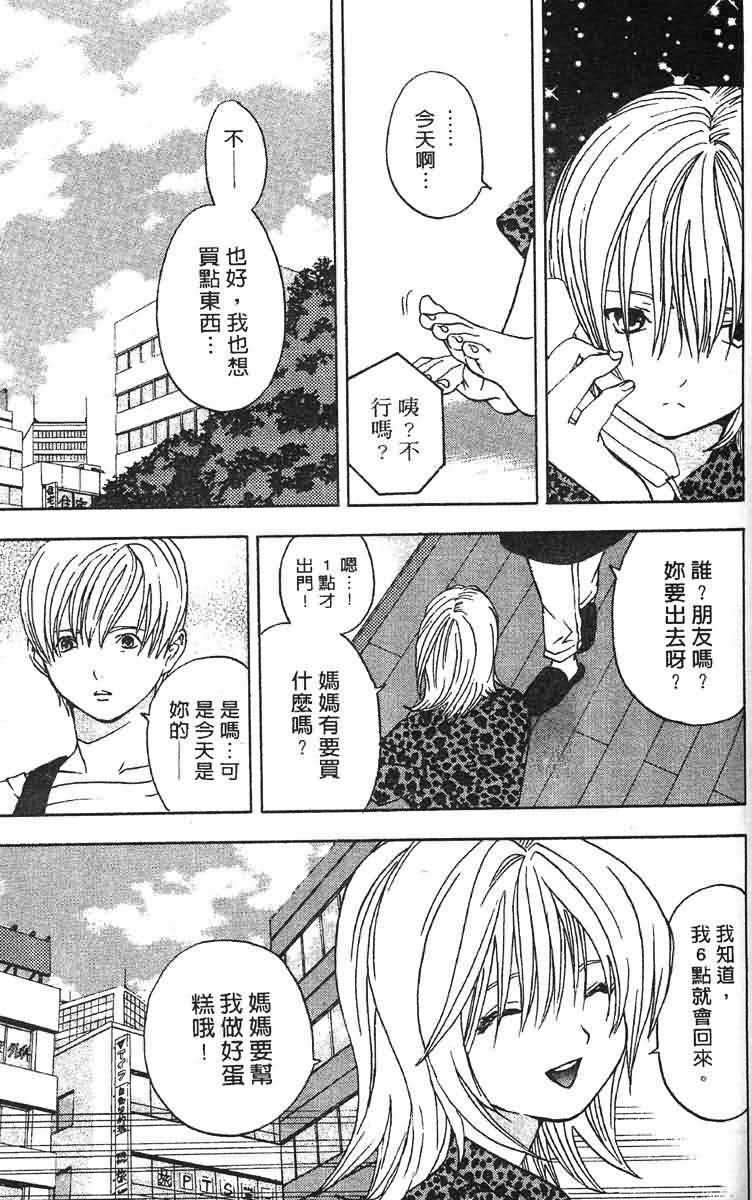 ……
今天啊…
咦？不
行嗎？
不──
也好，我也想
買點東西…
誰？朋友嗎？
妳要出去呀？
嗯…！
1點才
出門！
媽媽有要買
什麼嗎？
是嗎…可
是今天是
妳的──
我知道，
我6點就會回來。
媽媽要幫
我做好蛋
糕哦！
PTS